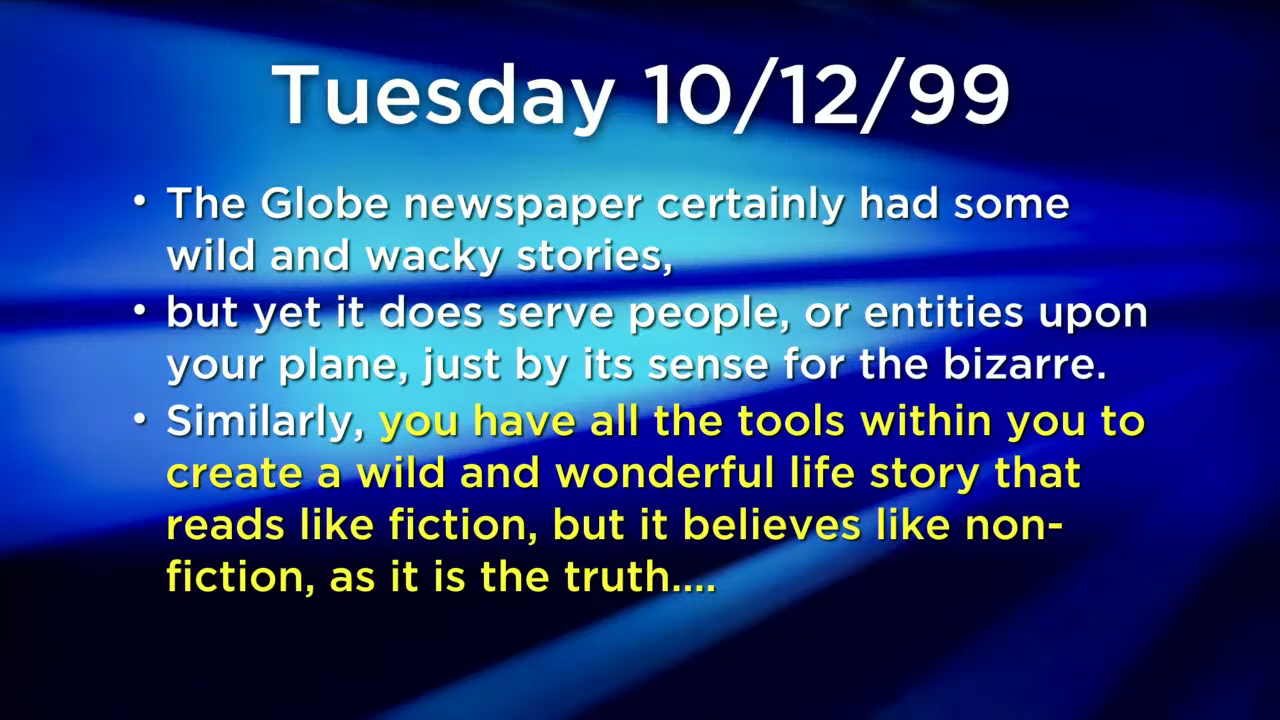 Tuesday 10/12/99
• The Globe newspaper certainly had some
wild and wacky stories,
• but yet it does serve people, or entities upon
your plane, just by its sense for the bizarre.
• Similarly, you have all the tools within you to
create a wild and wonderful life story that
reads like fiction, but it believes like non-
fiction, as it is the truth....